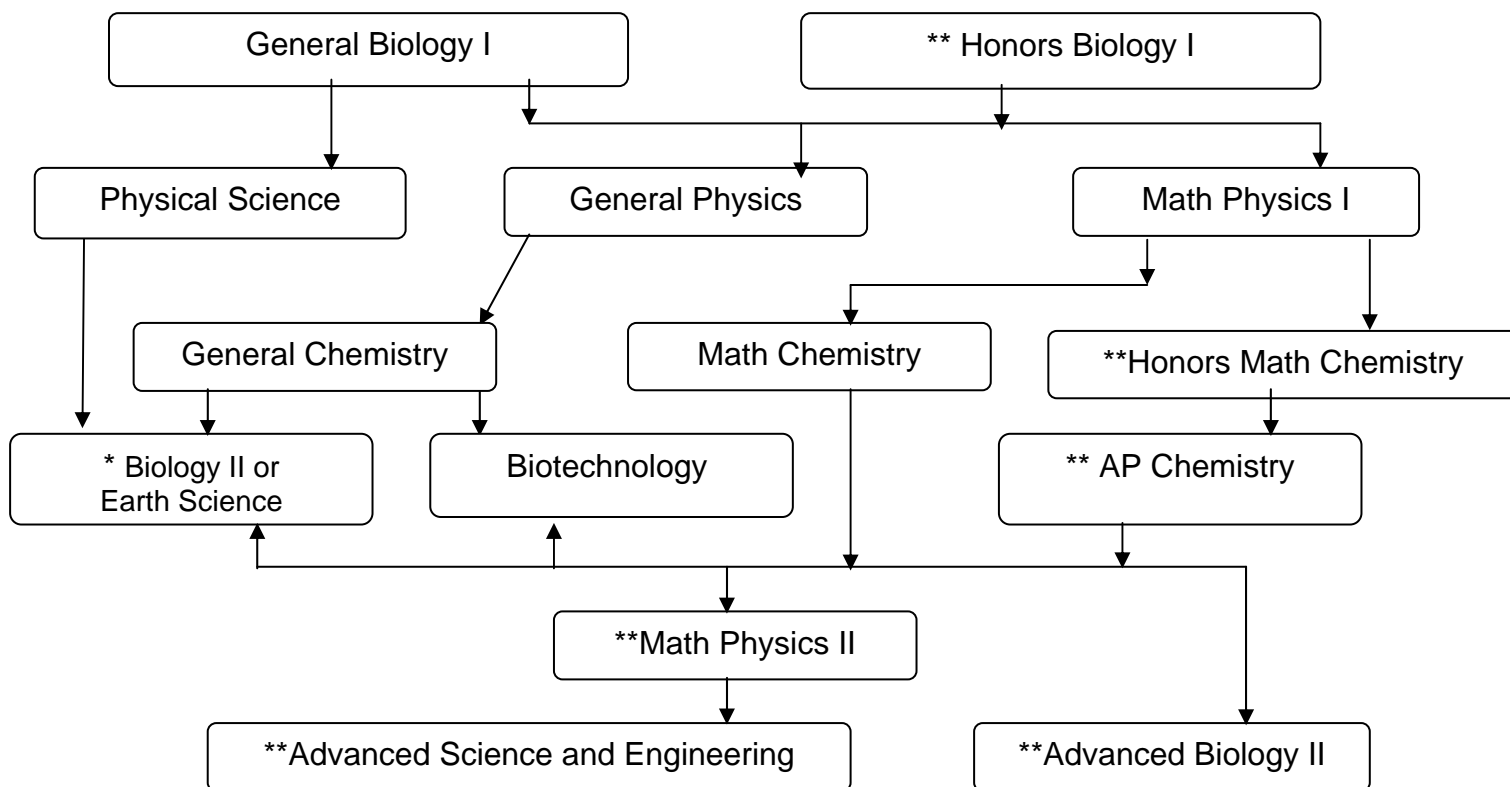 General Biology I
** Honors Biology I
Physical Science
General Physics
Math Physics I
General Chemistry
Math Chemistry
**Honors Math Chemistry
* Biology II or
Earth Science
Biotechnology
** AP Chemistry
**Math Physics II
**Advanced Science and Engineering
**Advanced Biology II